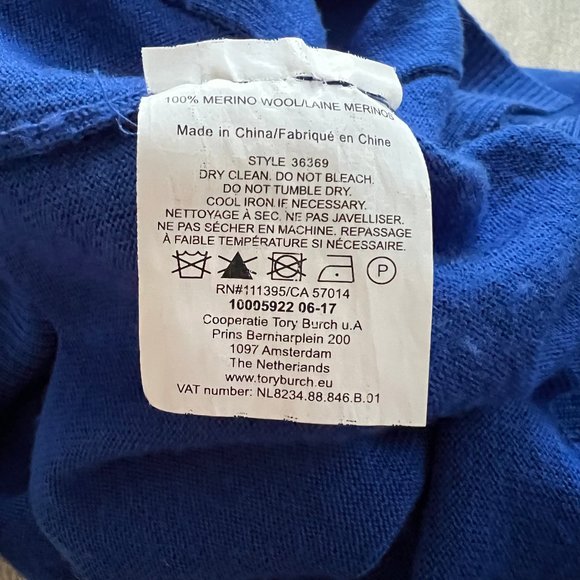 100% MERINO WOOL/LAINE MERINOS
Made in China/Fabriqué en Chine
STYLE 36369
DRY CLEAN. DO NOT BLEACH.
DO NOT TUMBLE DRY.
COOL IRON IF NECESSARY.
NETTOYAGE À SEC. NE PAS JAVELLISER.
NE PAS SÉCHER EN MACHINE. REPASSAGE
À FAIBLE TEMPÉRATURE SI NÉCESSAIRE.
P
RN#111395/CA 57014
10005922 06-17
Cooperatie Tory Burch u.A
Prins Bernharplein 200
1097 Amsterdam
The Netherlands
www.toryburch.eu
VAT number: NL8234.88.846.B.01